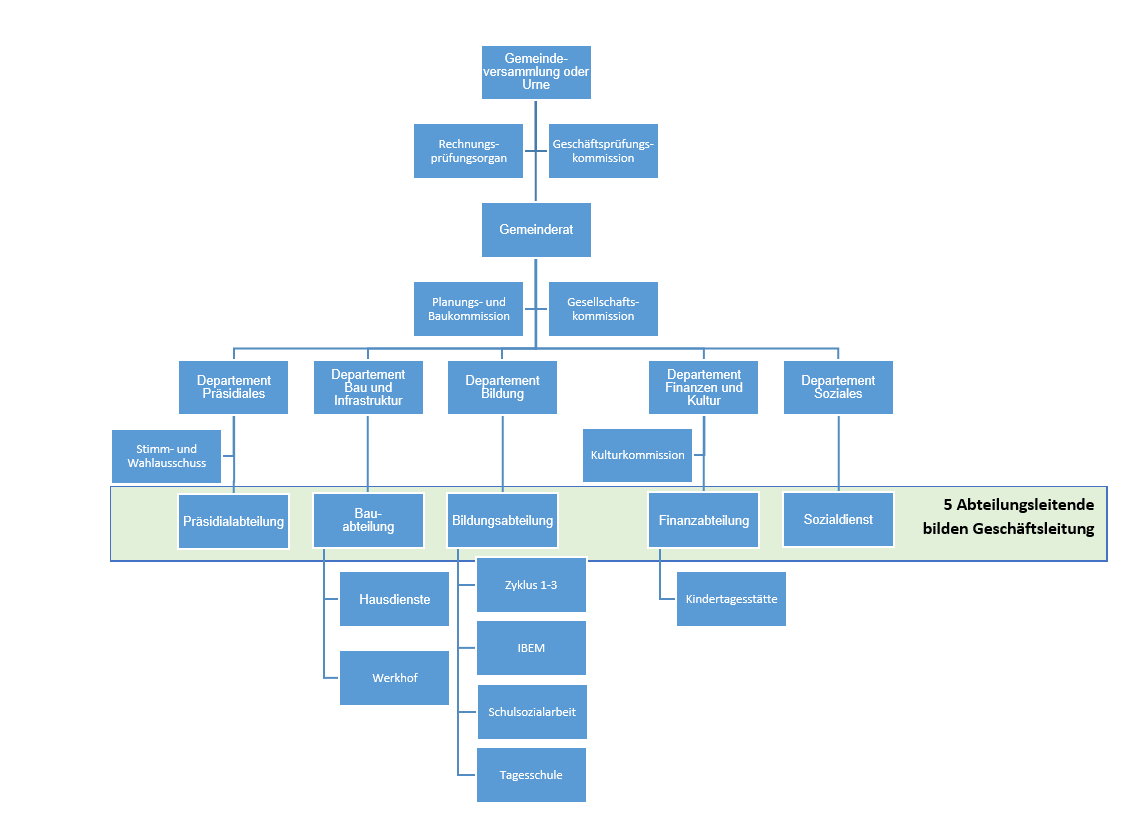 Gemeinde-
versammlung oder
Urne
Rechnungs-
prüfungsorgan
Geschäftsprüfungs-
kommission
Gemeinderat
Planungs- und
Baukommission
Gesellschafts-
kommission
Departement
Präsidiales
Departement
Bau und
Infrastruktur
Departement
Bildung
Departement
Finanzen und
Kultur
Departement
Soziales
Stimm- und
Wahlausschuss
Kulturkommission
Präsidialabteilung
Bau-
abteilung
Bildungsabteilung
Finanzabteilung
Sozialdienst
5 Abteilungsleitende
bilden Geschäftsleitung
Hausdienste
Werkhof
Zyklus 1-3
IBEM
Schulsozialarbeit
Tagesschule
Kindertagesstätte